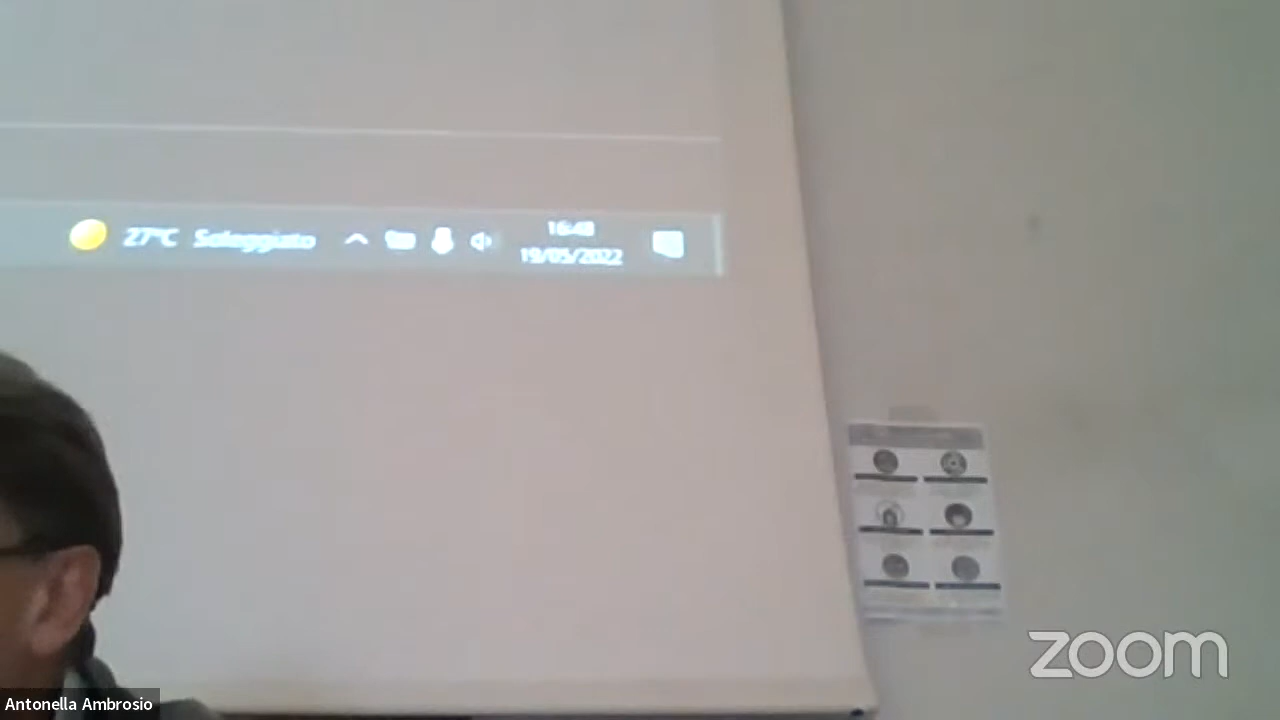 27°C Soleggiato
16:48
19/05/2022
zoom
Antonella Ambrosio